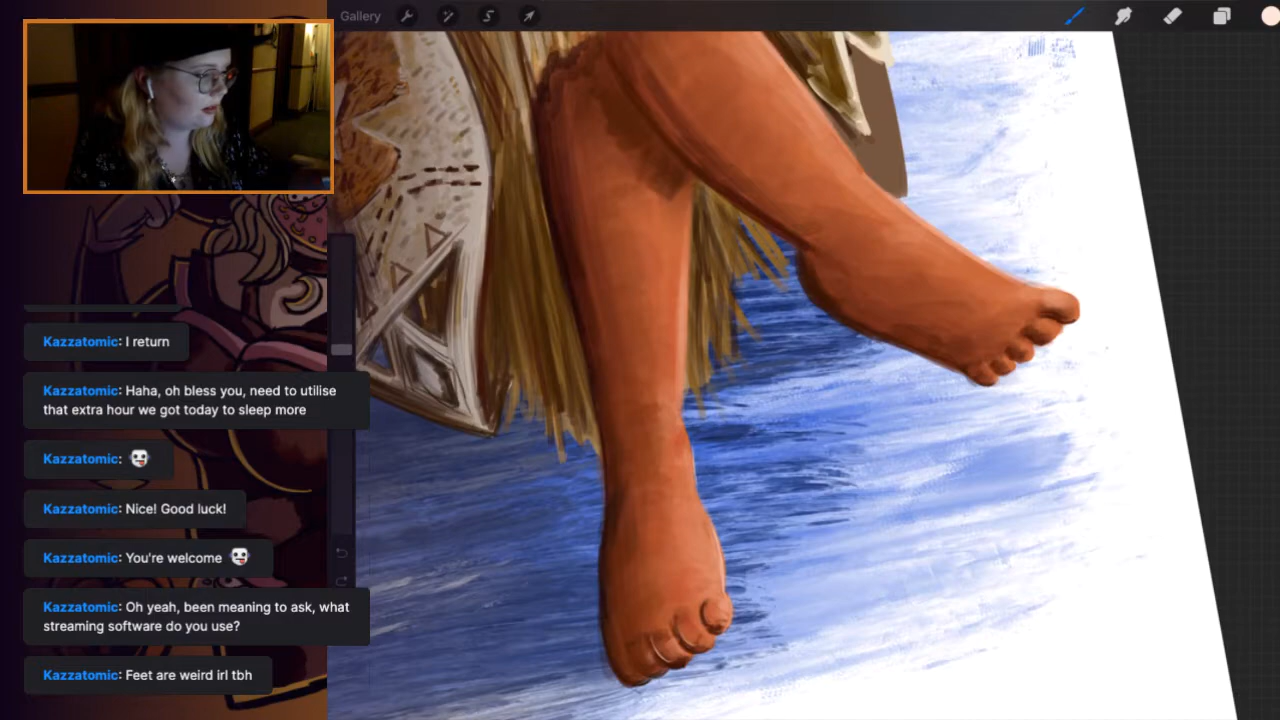 Gallery
Kazzatomic: I return
Kazzatomic: Haha, oh bless you, need to utilise
that extra hour we got today to sleep more
Kazzatomic:
Kazzatomic: Nice! Good luck!
Kazzatomic: You're welcome
Kazzatomic: Oh yeah, been meaning to ask, what
streaming software do you use?
Kazzatomic: Feet are weird irl tbh